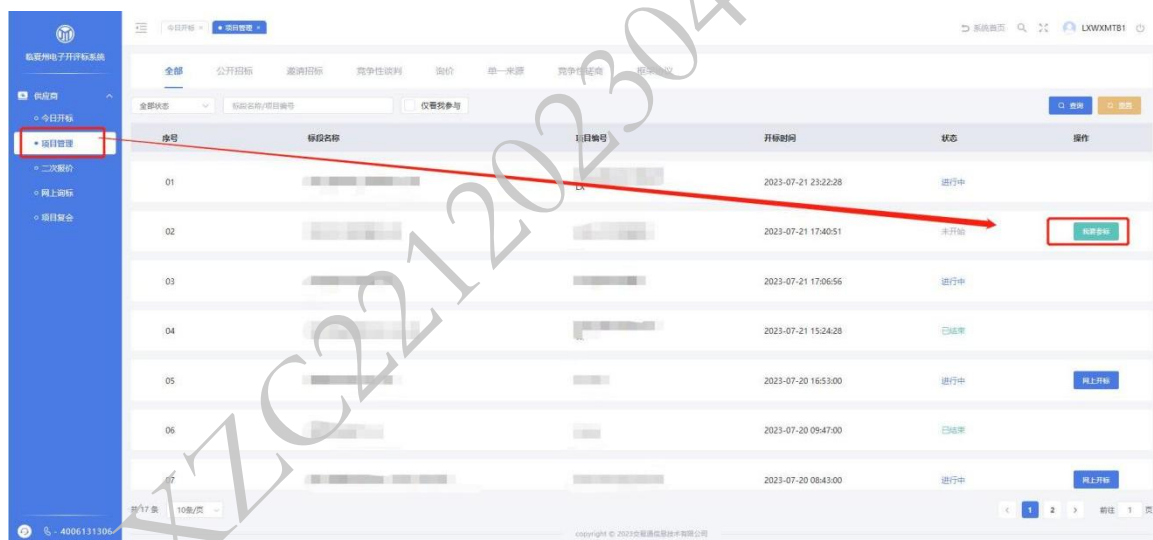 临夏州电子开评标系统
供应商
今日开标
项目管理
二次报价
网上询标
项目复会
4006131306
今日开标 ×
项目管理 ×
系统首页
LXWXMTB1
全部 公开招标 邀请招标 竞争性谈判 询价 单一来源 竞争性磋商 框架协议
全部状态 标段名称/项目编号 仅看我参与 查询
序号 标段名称 项目编号 开标时间 状态 操作
01 LX 2023-07-21 23:22:28 进行中
02 2023-07-21 17:40:51 未开始 我要参标
03 2023-07-21 17:06:56 进行中
04 2023-07-21 15:24:28 已结束
05 2023-07-20 16:53:00 进行中 网上开标
06 2023-07-20 09:47:00 已结束
07 2023-07-20 08:43:00 进行中 网上开标
共17条 10条/页 < 1 2 > 前往 1 页
XZC221202304